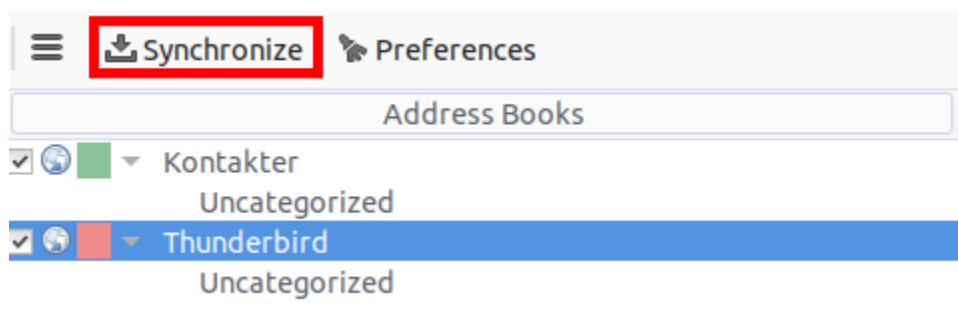 Synchronize Preferences
Address Books
Kontakter
Uncategorized
Thunderbird
Uncategorized